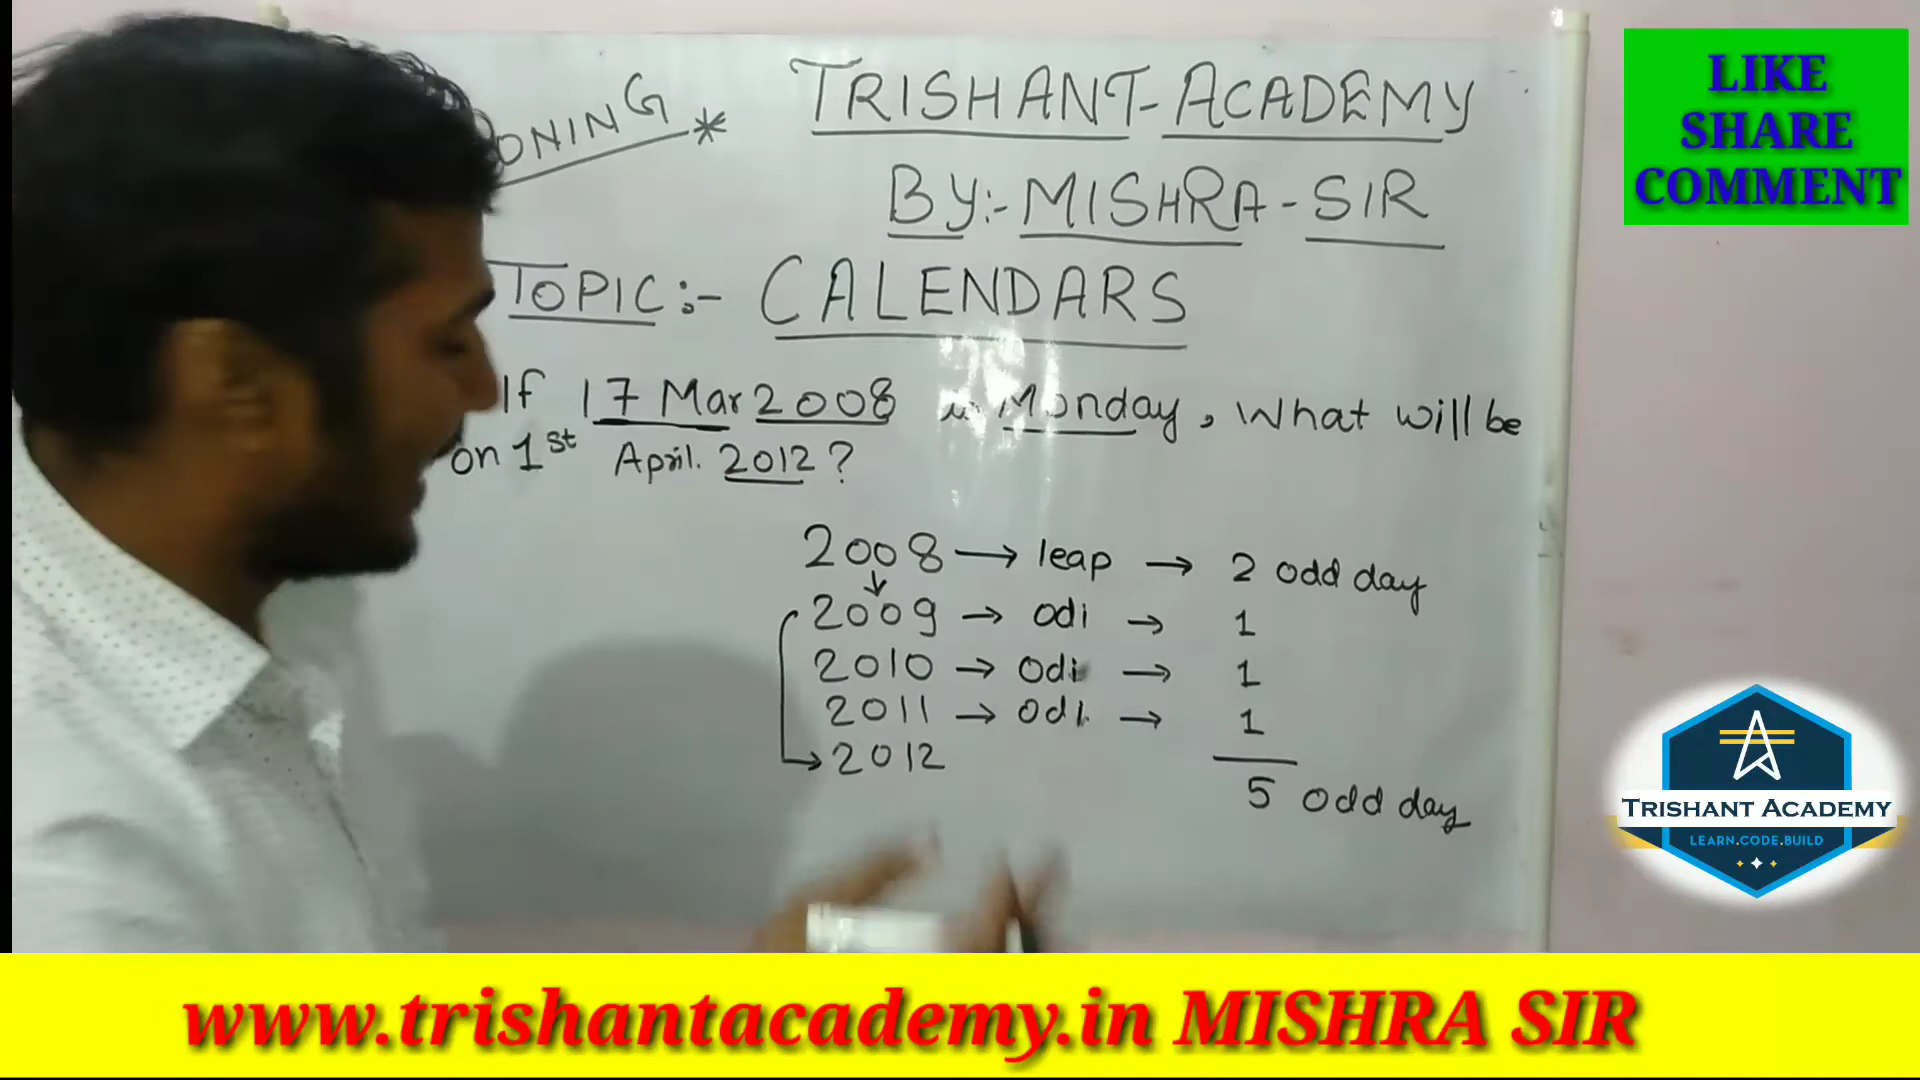 ONING *
TRISHANT-ACADEMY
BY:- MISHRA-SIR
TOPIC:- CALENDARS
If 17 Mar 2008 is Monday, What will be
on 1st April. 2012?
2008 → leap → 2 odd day
2009 → odi → 1
2010 → odi → 1
2011 → odi → 1
2012
5 odd day
LIKE
SHARE
COMMENT
TRISHANT ACADEMY
LEARN.CODE.BUILD
www.trishantacademy.in MISHRA SIR